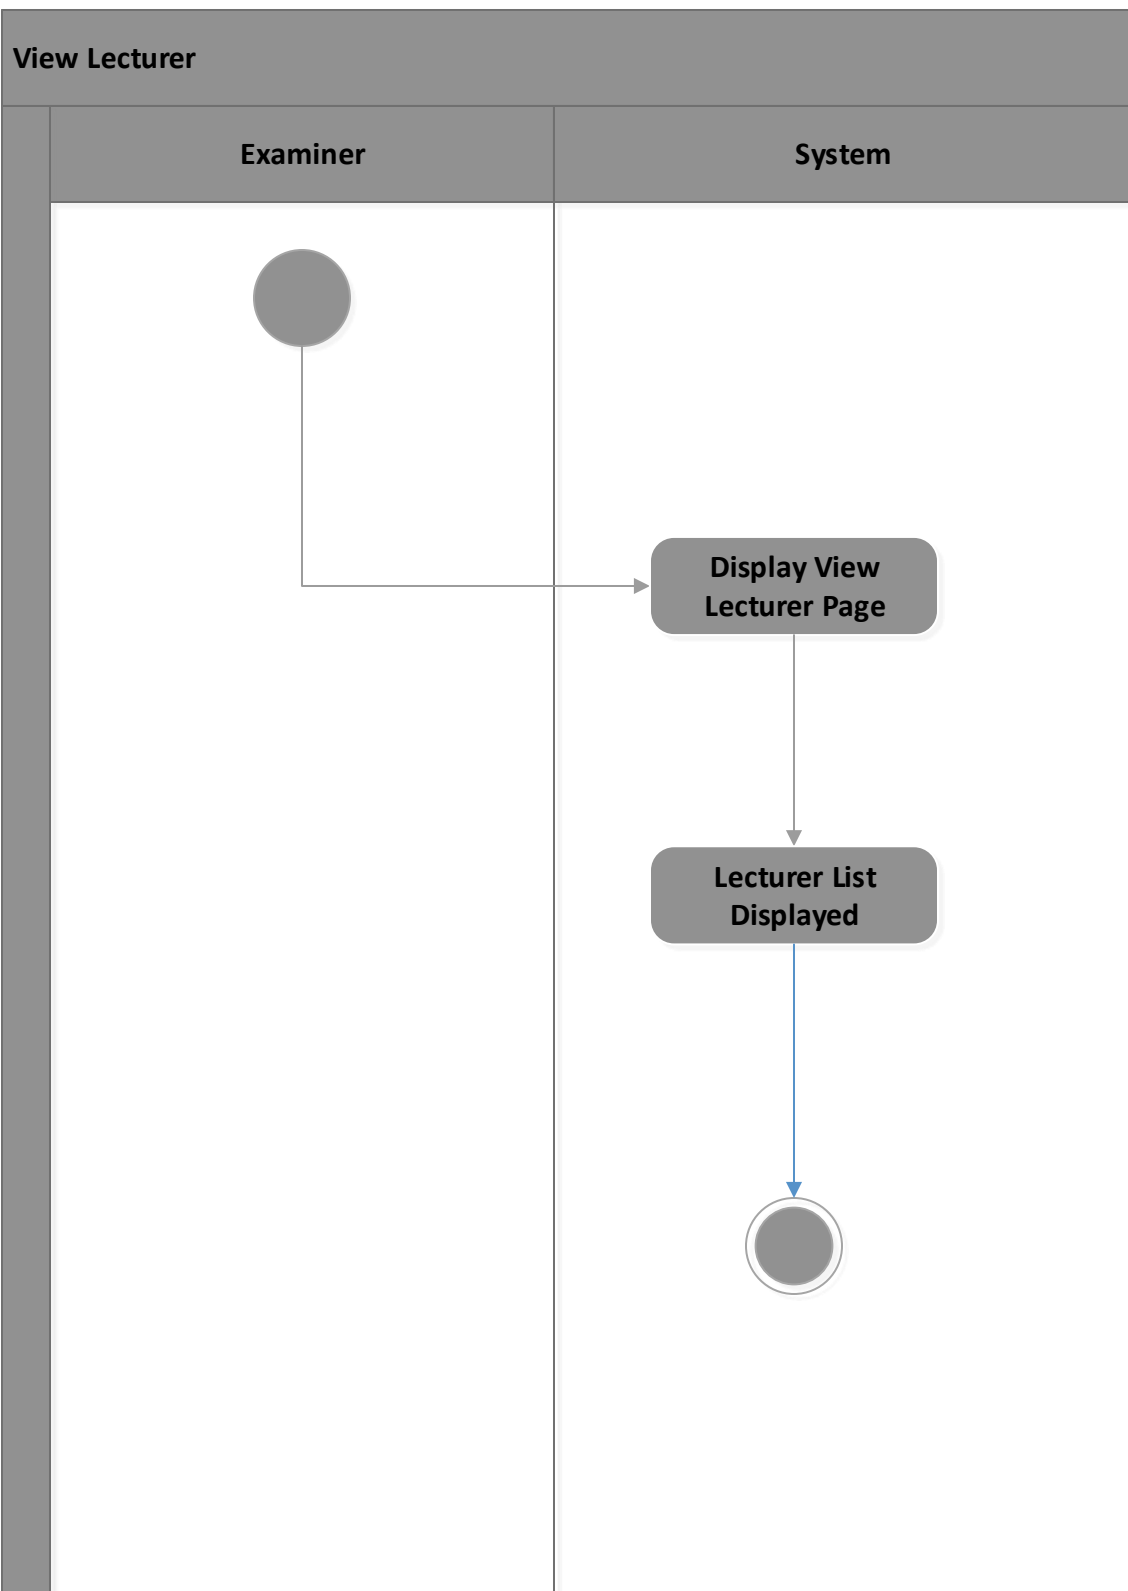 View Lecturer
Examiner
System
Display View
Lecturer Page
Lecturer List
Displayed